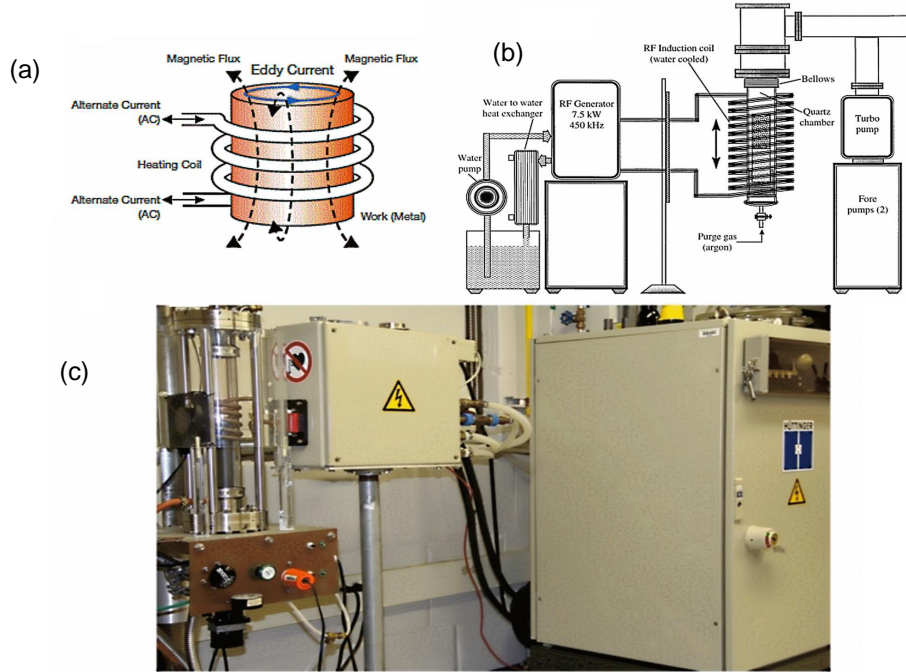 (a)
Magnetic Flux
Magnetic Flux
Eddy Current
Alternate Current
(AC)
Heating Coil
Alternate Current
(AC)
Work (Metal)
(b)
RF Induction coil
(water cooled)
Bellows
Water to water
heat exchanger
RF Generator
7.5 kW
450 kHz
Quartz
chamber
Turbo
pump
Water
pump
Fore
pumps (2)
Purge gas
(argon)
(c)
HÜTTINGER